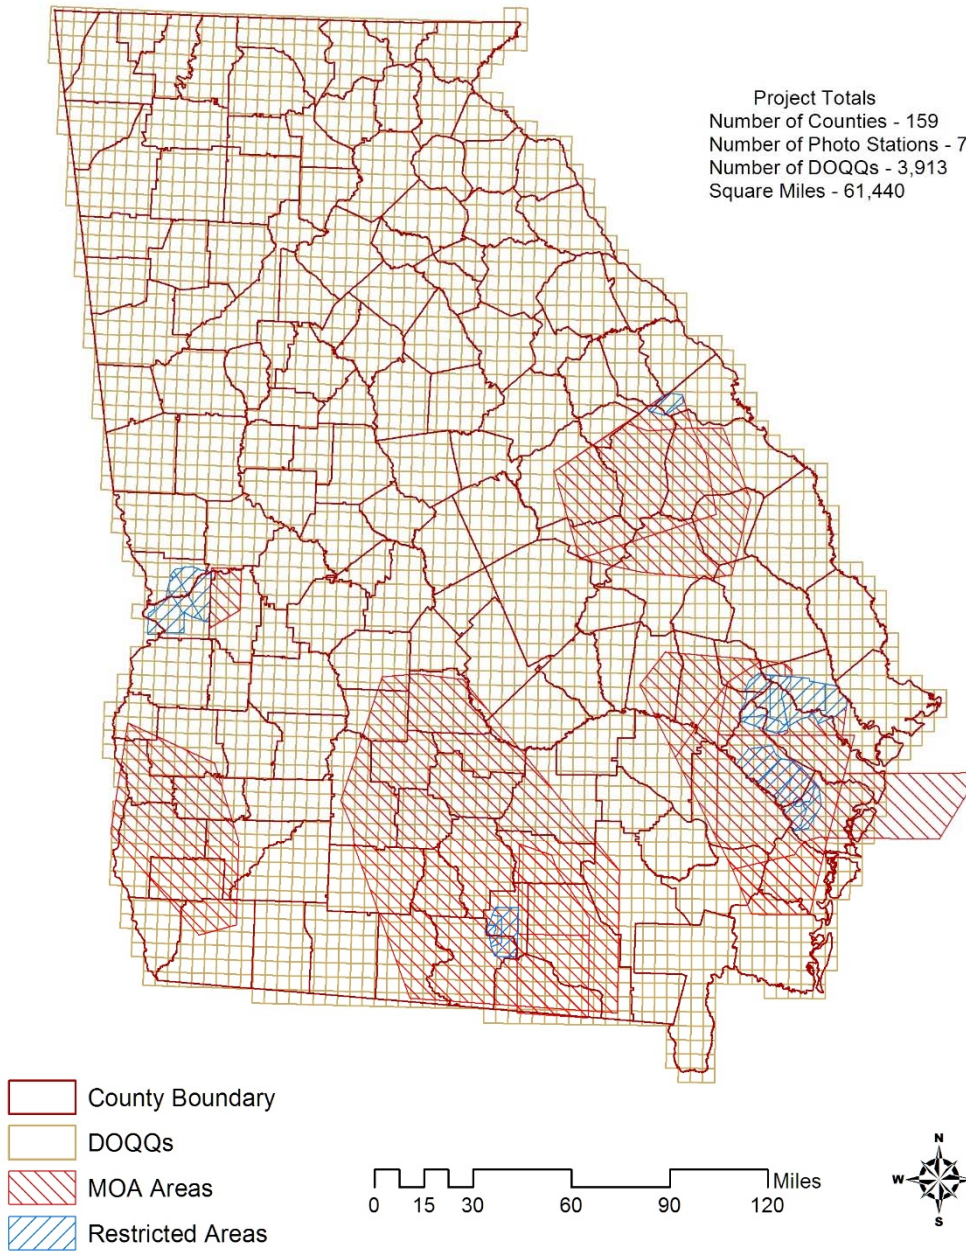 Project Totals
Number of Counties - 159
Number of Photo Stations - 7
Number of DOQQs - 3,913
Square Miles - 61,440
County Boundary
DOQQs
MOA Areas
Restricted Areas
0 15 30 60 90 120 Miles
N
W
S